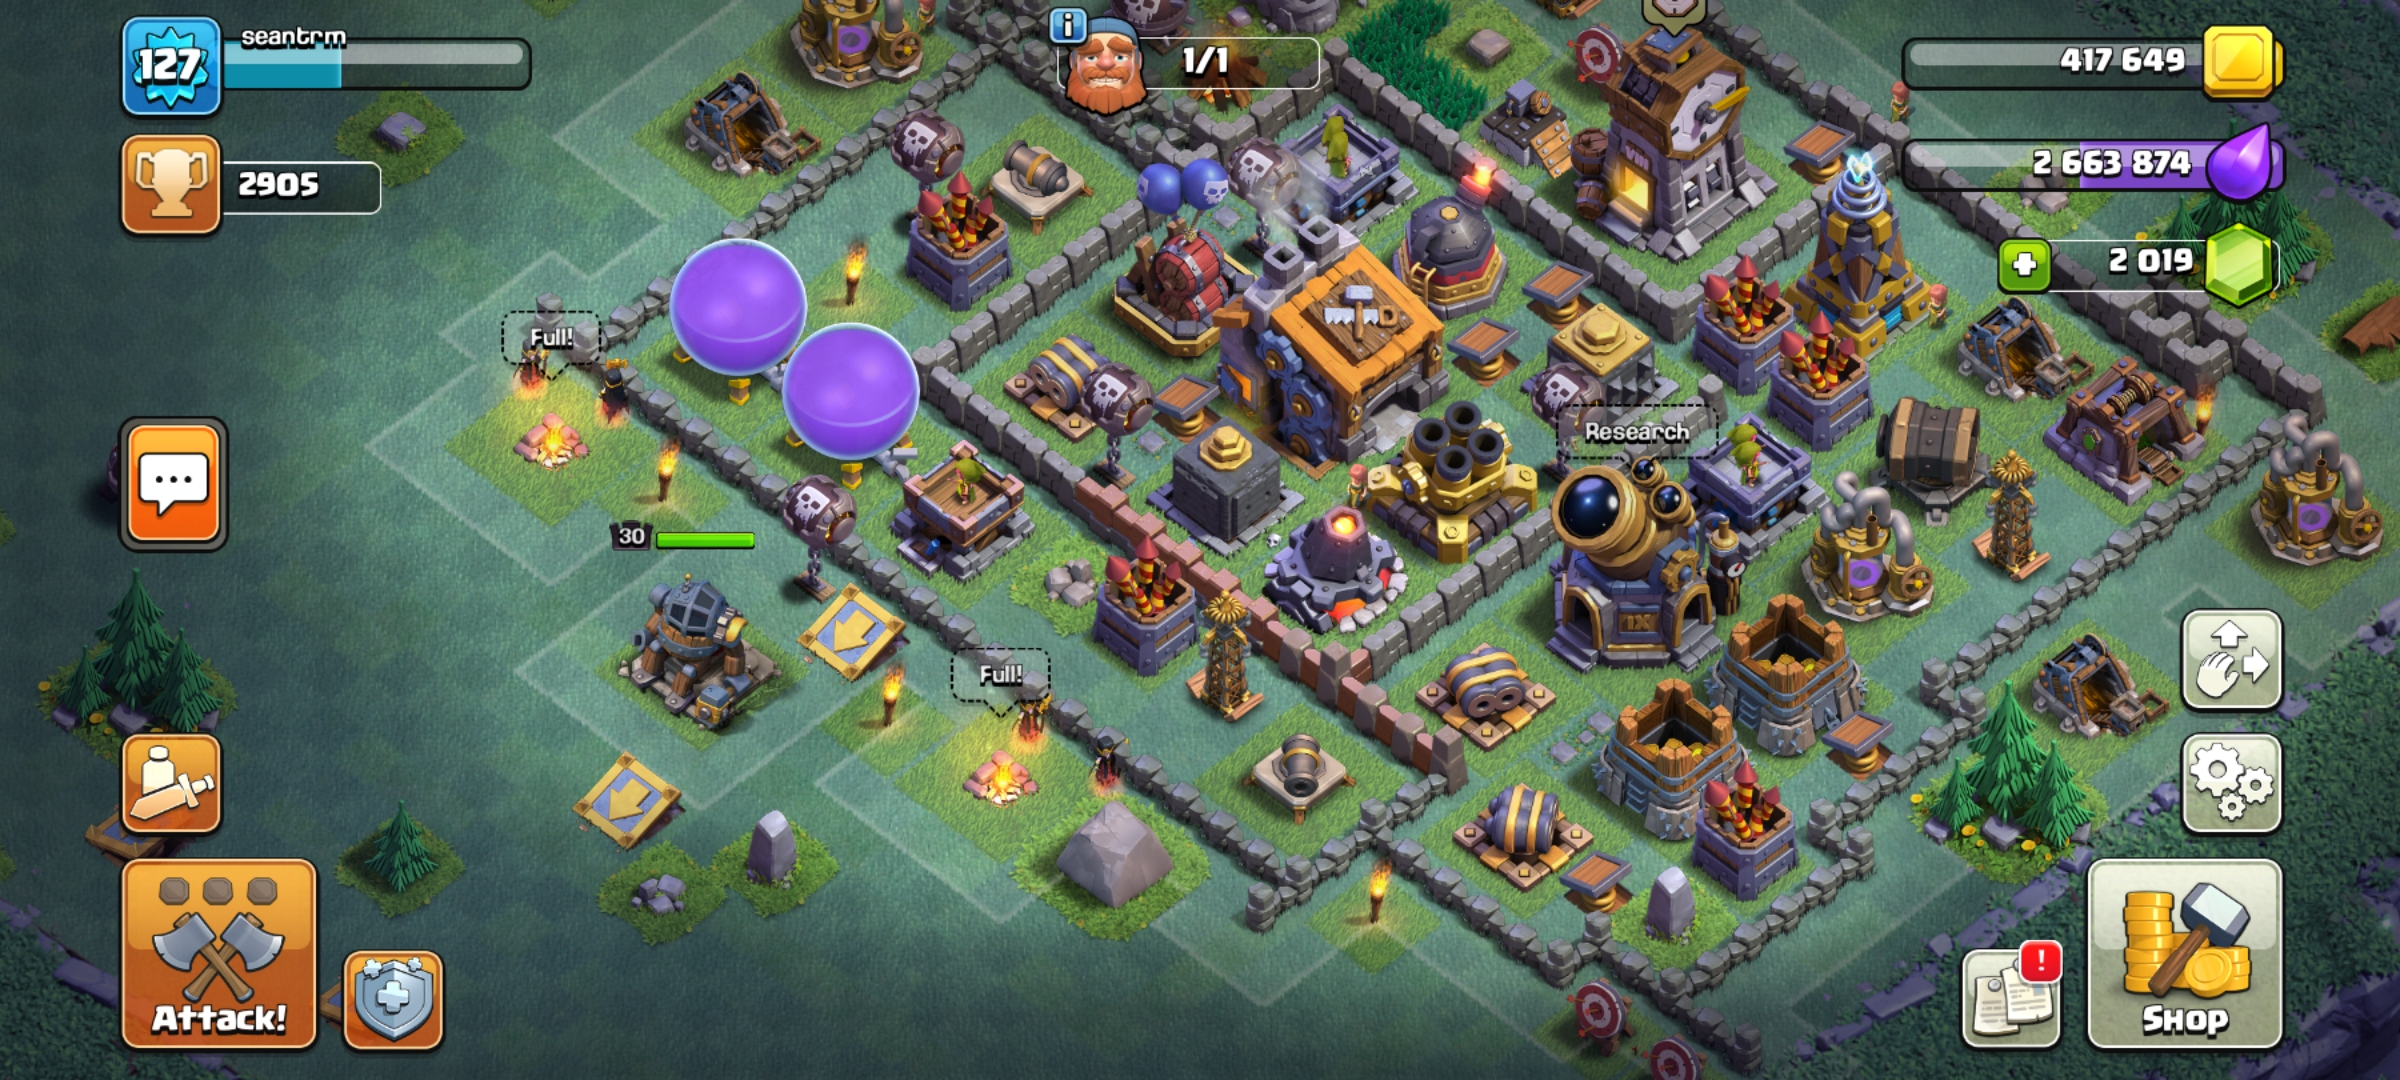 seantrm
127
i
1/1
417 649
2905
2 663 874
2 019
Full!
Research
30
Full!
Attack!
!
Shop